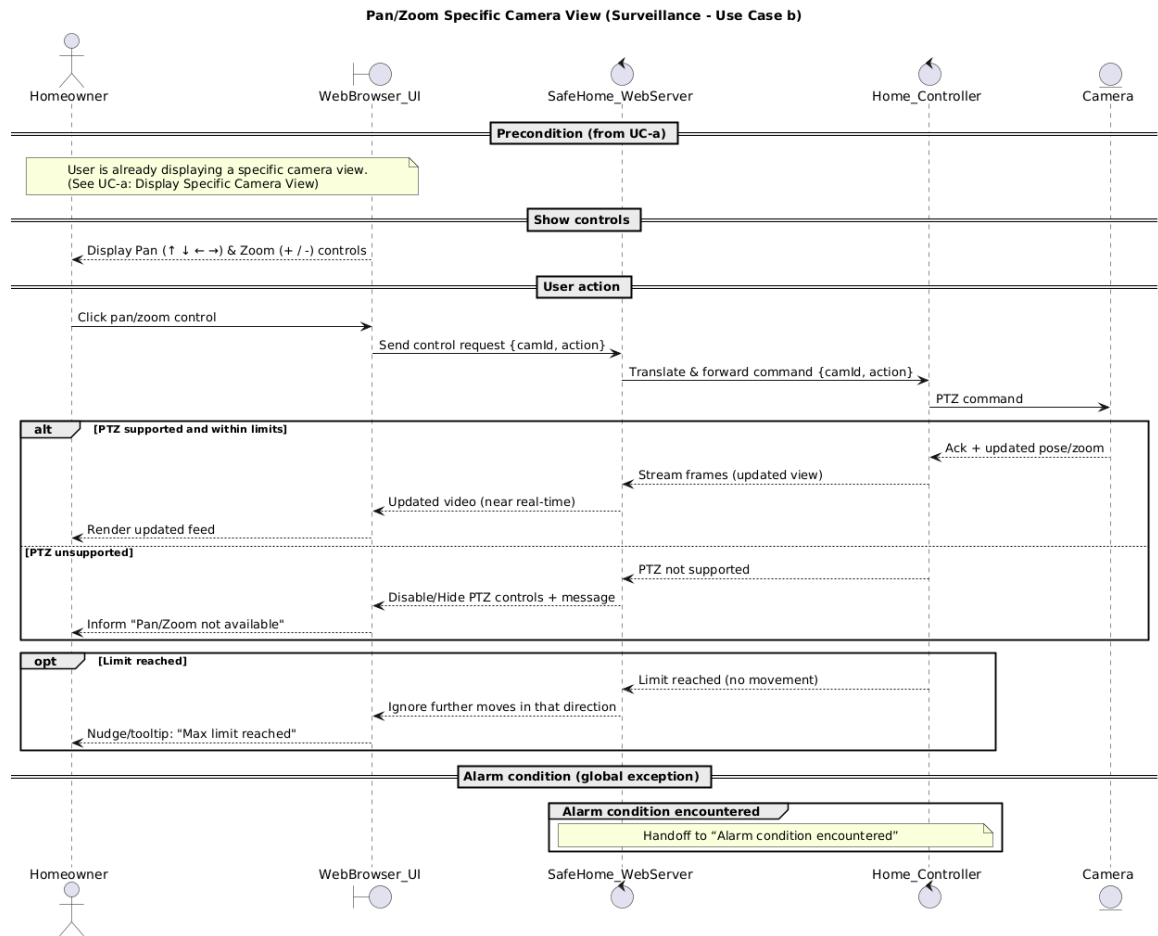 Pan/Zoom Specific Camera View (Surveillance - Use Case b)
Homeowner
WebBrowser_UI
SafeHome_WebServer
Home_Controller
Camera
Precondition (from UC-a)
User is already displaying a specific camera view.
(See UC-a: Display Specific Camera View)
Show controls
Display Pan (↑ ↓ ← →) & Zoom (+ / -) controls
User action
Click pan/zoom control
Send control request {camId, action}
Translate & forward command {camId, action}
PTZ command
alt [PTZ supported and within limits]
Ack + updated pose/zoom
Stream frames (updated view)
Updated video (near real-time)
Render updated feed
[PTZ unsupported]
PTZ not supported
Disable/Hide PTZ controls + message
Inform "Pan/Zoom not available"
opt [Limit reached]
Limit reached (no movement)
Ignore further moves in that direction
Nudge/tooltip: "Max limit reached"
Alarm condition (global exception)
Alarm condition encountered
Handoff to “Alarm condition encountered”
Homeowner
WebBrowser_UI
SafeHome_WebServer
Home_Controller
Camera